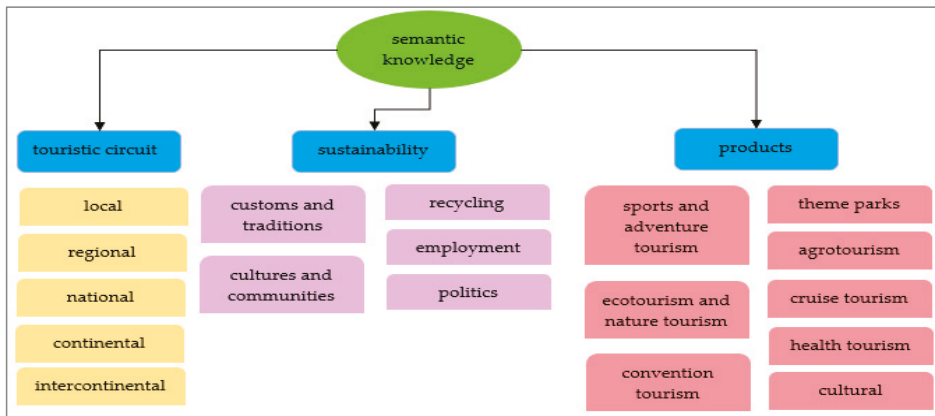 semantic
knowledge
touristic circuit
sustainability
products
local
regional
national
continental
intercontinental
customs and
traditions
cultures and
communities
recycling
employment
politics
sports and
adventure
tourism
ecotourism and
nature tourism
convention
tourism
theme parks
agrotourism
cruise tourism
health tourism
cultural